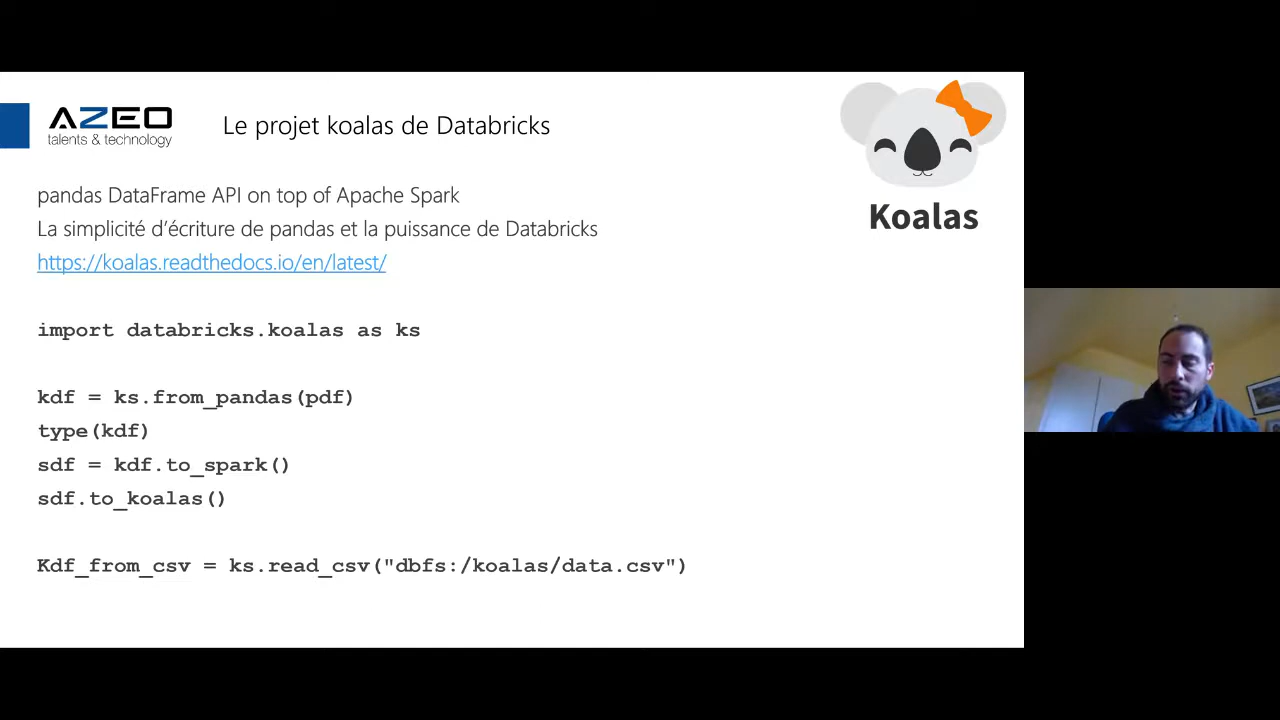 AZEO
talents & technology
Le projet koalas de Databricks
Koalas
pandas DataFrame API on top of Apache Spark
La simplicité d’écriture de pandas et la puissance de Databricks
https://koalas.readthedocs.io/en/latest/
import databricks.koalas as ks
kdf = ks.from_pandas(pdf)
type(kdf)
sdf = kdf.to_spark()
sdf.to_koalas()
Kdf_from_csv = ks.read_csv("dbfs:/koalas/data.csv")